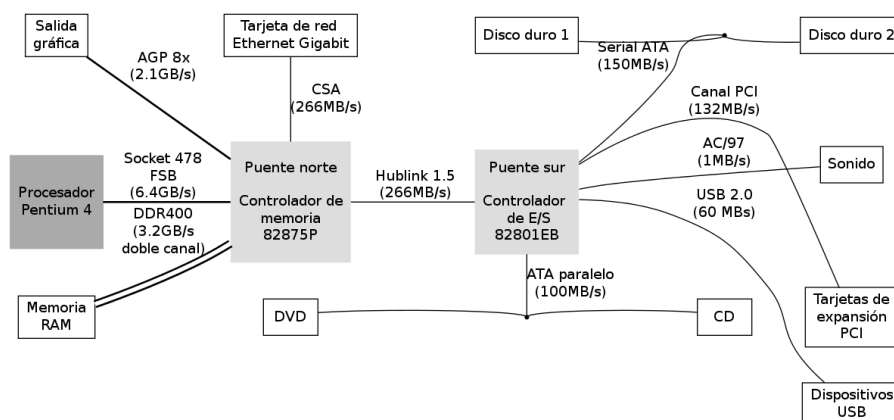 Salida
gráfica
Tarjeta de red
Ethernet Gigabit
Disco duro 1
Disco duro 2
AGP 8x
(2.1GB/s)
CSA
(266MB/s)
Serial ATA
(150MB/s)
Canal PCI
(132MB/s)
AC/97
(1MB/s)
Sonido
Procesador
Pentium 4
Socket 478
FSB
(6.4GB/s)
DDR400
(3.2GB/s
doble canal)
Puente norte
Controlador de
memoria
82875P
Hublink 1.5
(266MB/s)
Puente sur
Controlador
de E/S
82801EB
USB 2.0
(60 MBs)
ATA paralelo
(100MB/s)
Memoria
RAM
DVD
CD
Tarjetas de
expansión
PCI
Dispositivos
USB